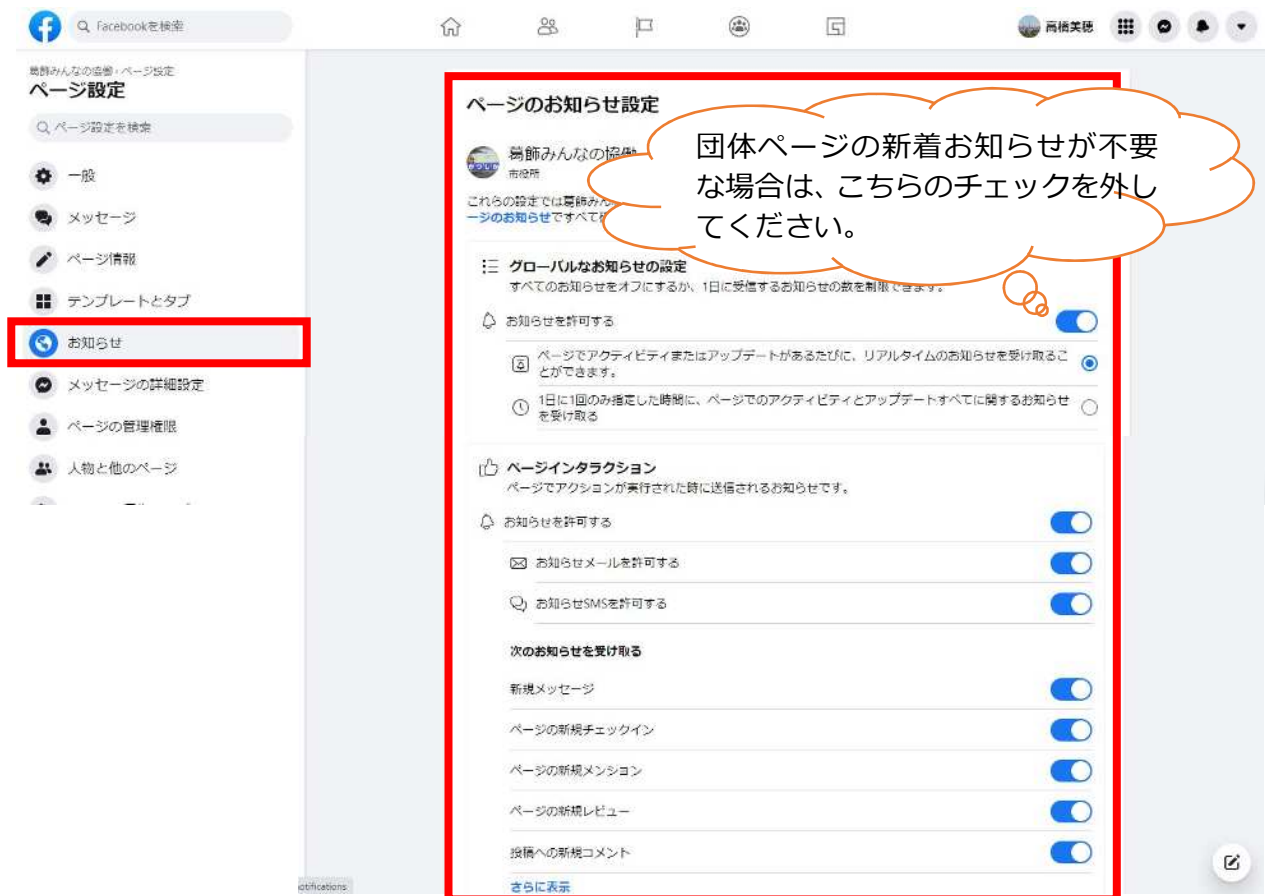 Facebookを検索
高橋美穂
葛飾みんなの協働・ページ設定
ページ設定
ページ設定を検索
一般
メッセージ
ページ情報
テンプレートとタブ
お知らせ
メッセージの詳細設定
ページの管理権限
人物と他のページ
ページのお知らせ設定
葛飾みんなの協働
市役所
これらの設定では葛飾みん
ージのお知らせですべて
団体ページの新着お知らせが不要
な場合は、こちらのチェックを外し
てください。
グローバルなお知らせの設定
すべてのお知らせをオフにするか、1日に受信するお知らせの数を制限できます。
お知らせを許可する
ページでアクティビティまたはアップデートがあるたびに、リアルタイムのお知らせを受け取るこ
とができます。
1日に1回のみ指定した時間に、ページでのアクティビティとアップデートすべてに関するお知らせ
を受け取る
ページインタラクション
ページでアクションが実行された時に送信されるお知らせです。
お知らせを許可する
お知らせメールを許可する
お知らせSMSを許可する
次のお知らせを受け取る
新規メッセージ
ページの新規チェックイン
ページの新規メンション
ページの新規レビュー
投稿への新規コメント
さらに表示
otifications